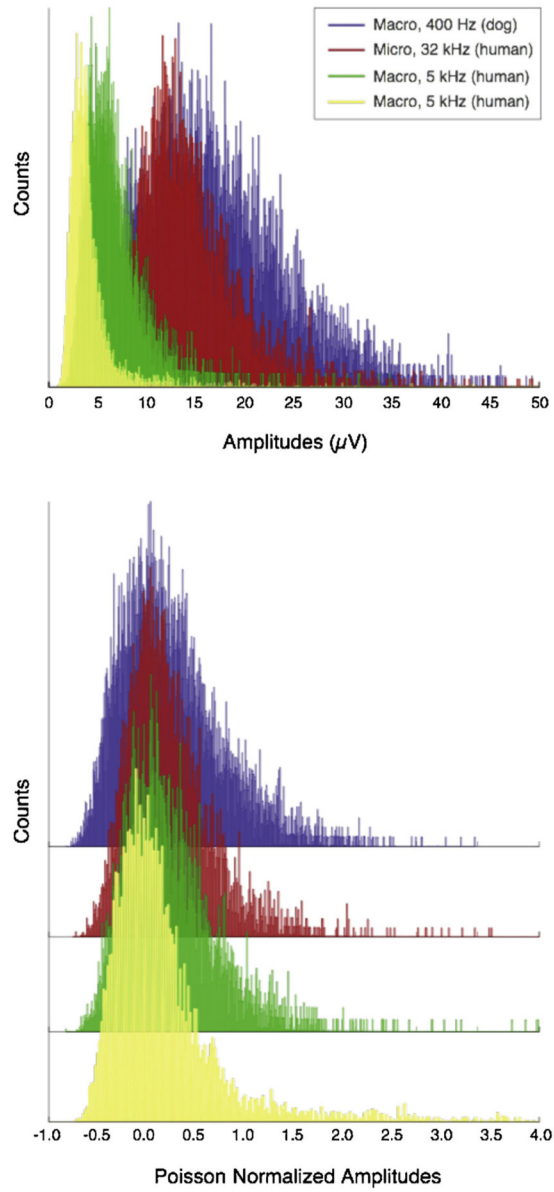 Macro, 400 Hz (dog)
Micro, 32 kHz (human)
Macro, 5 kHz (human)
Macro, 5 kHz (human)
Counts
0 5 10 15 20 25 30 35 40 45 50
Amplitudes (µV)
Counts
-1.0 -0.5 0.0 0.5 1.0 1.5 2.0 2.5 3.0 3.5 4.0
Poisson Normalized Amplitudes